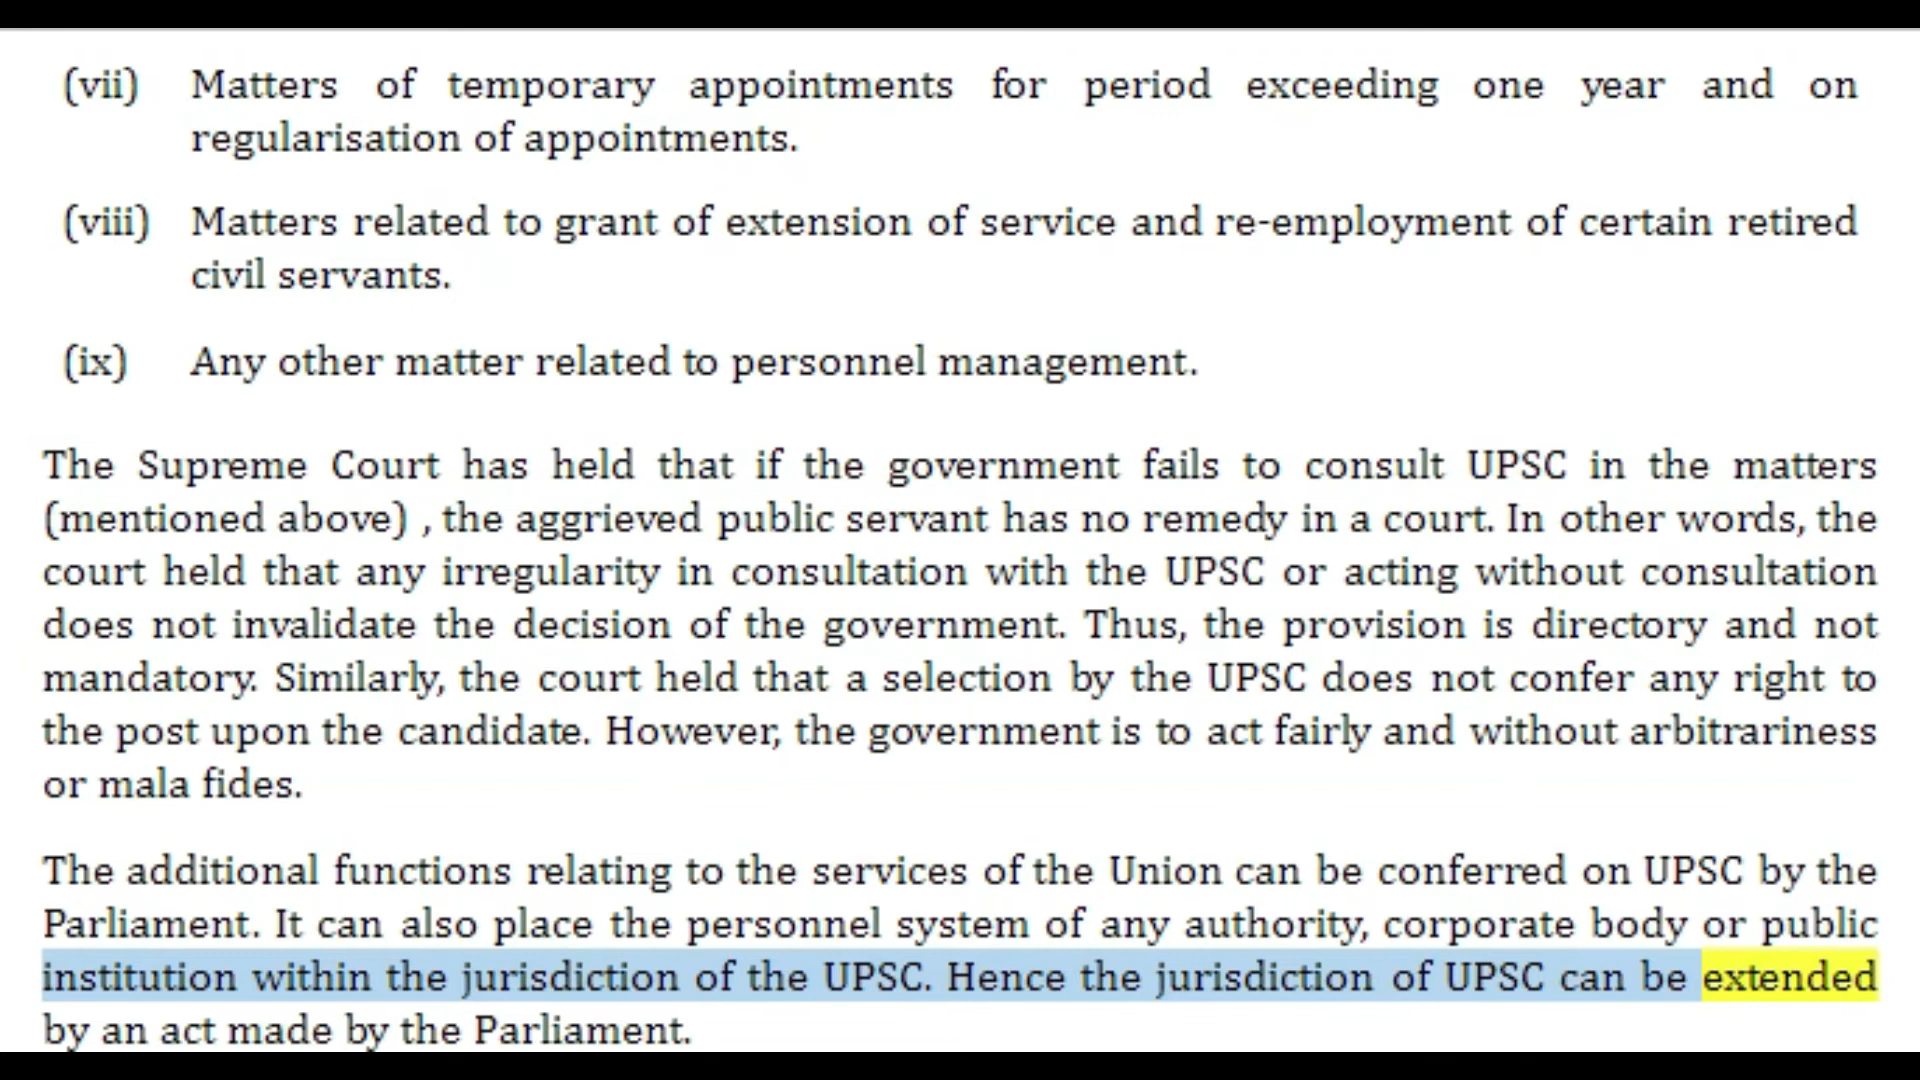 (vii) Matters of temporary appointments for period exceeding one year and on
regularisation of appointments.
(viii) Matters related to grant of extension of service and re-employment of certain retired
civil servants.
(ix) Any other matter related to personnel management.
The Supreme Court has held that if the government fails to consult UPSC in the matters
(mentioned above) , the aggrieved public servant has no remedy in a court. In other words, the
court held that any irregularity in consultation with the UPSC or acting without consultation
does not invalidate the decision of the government. Thus, the provision is directory and not
mandatory. Similarly, the court held that a selection by the UPSC does not confer any right to
the post upon the candidate. However, the government is to act fairly and without arbitrariness
or mala fides.
The additional functions relating to the services of the Union can be conferred on UPSC by the
Parliament. It can also place the personnel system of any authority, corporate body or public
institution within the jurisdiction of the UPSC. Hence the jurisdiction of UPSC can be extended
by an act made by the Parliament.